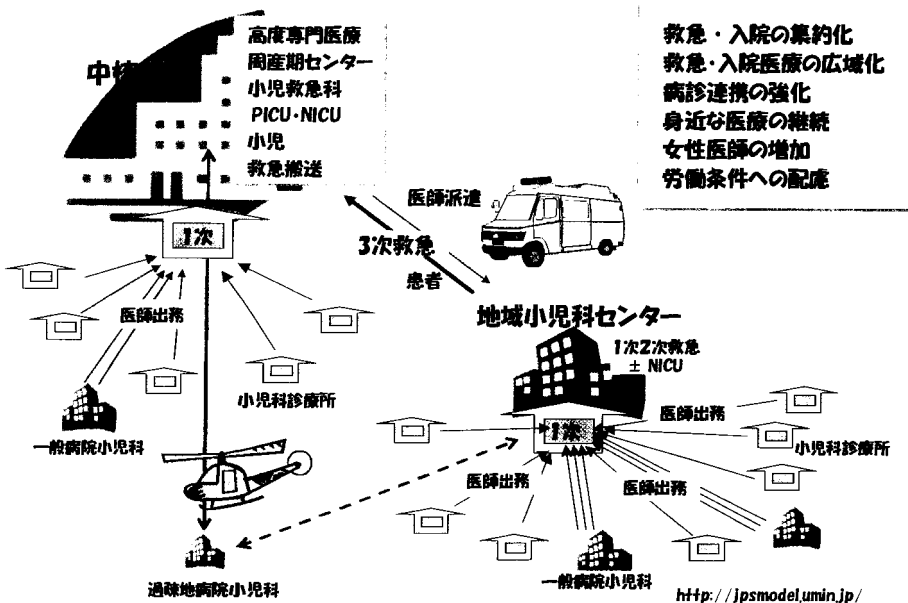 高度専門医療
周産期センター
小児救急科
PICU・NICU
小児
救急搬送
中核
救急・入院の集約化
救急・入院医療の広域化
病診連携の強化
身近な医療の継続
女性医師の増加
労働条件への配慮
医師派遣
3次救急
患者
1次
医師出務
小児科診療所
一般病院小児科
地域小児科センター
1次2次救急
± NICU
1次
医師出務
小児科診療所
医師出務
医師出務
一般病院小児科
過疎地病院小児科
http://jpsmodel.umin.jp/